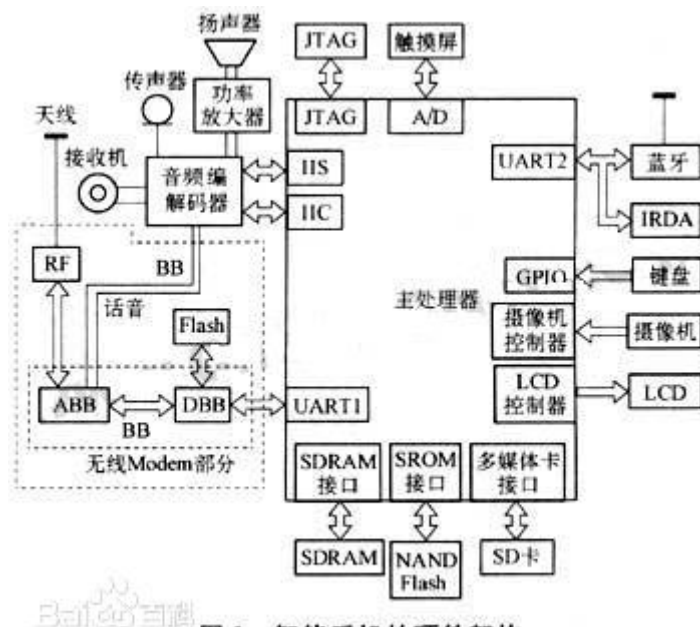 扬声器
JTAG
触摸屏
传声器
功率
放大器
天线
JTAG
A/D
接收机
音频编
解码器
IIS
IIC
UART2
蓝牙
IRDA
RF
BB
话音
主处理器
GPIO
键盘
摄像机
控制器
摄像机
Flash
ABB
DBB
BB
UART1
LCD
控制器
LCD
无线Modem部分
SDRAM
接口
SROM
接口
多媒体卡
接口
SDRAM
NAND
Flash
SD卡
Bai 百科